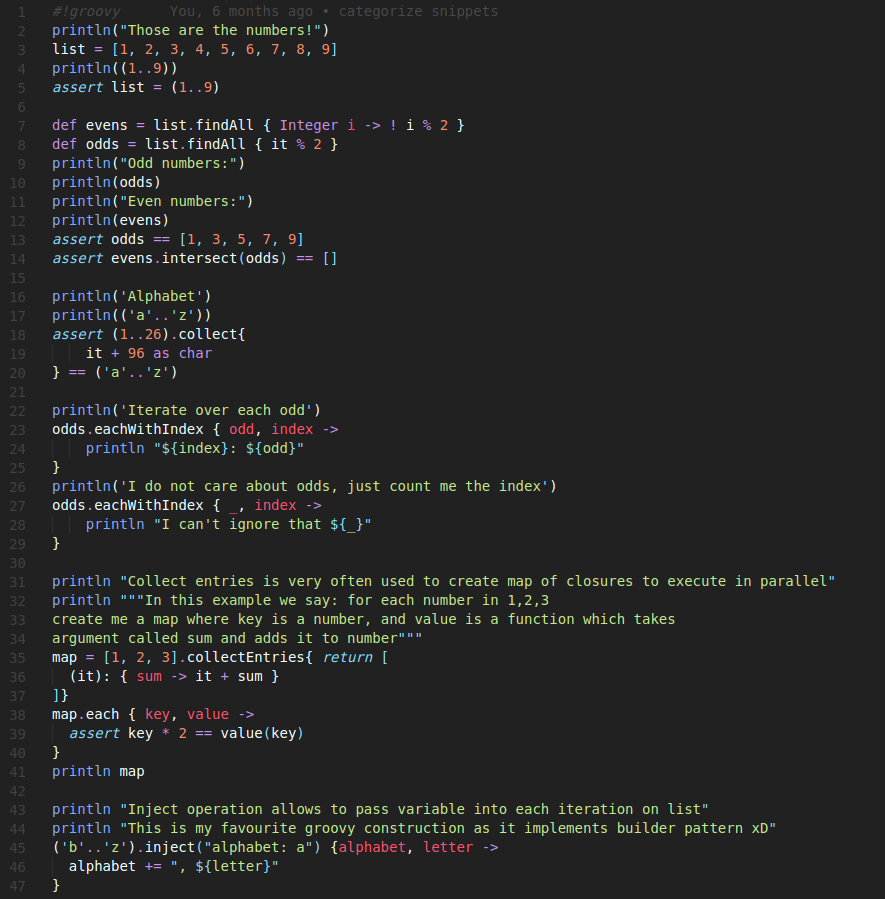 1 #!groovy You, 6 months ago • categorize snippets
2 println("Those are the numbers!")
3 list = [1, 2, 3, 4, 5, 6, 7, 8, 9]
4 println((1..9))
5 assert list = (1..9)
6
7 def evens = list.findAll { Integer i -> ! i % 2 }
8 def odds = list.findAll { it % 2 }
9 println("Odd numbers:")
10 println(odds)
11 println("Even numbers:")
12 println(evens)
13 assert odds == [1, 3, 5, 7, 9]
14 assert evens.intersect(odds) == []
15
16 println('Alphabet')
17 println(('a'..'z'))
18 assert (1..26).collect{
19     it + 96 as char
20 } == ('a'..'z')
21
22 println('Iterate over each odd')
23 odds.eachWithIndex { odd, index ->
24     println "${index}: ${odd}"
25 }
26 println('I do not care about odds, just count me the index')
27 odds.eachWithIndex { _, index ->
28     println "I can't ignore that ${_}"
29 }
30
31 println "Collect entries is very often used to create map of closures to execute in parallel"
32 println """In this example we say: for each number in 1,2,3
33 create me a map where key is a number, and value is a function which takes
34 argument called sum and adds it to number"""
35 map = [1, 2, 3].collectEntries{ return [
36   (it): { sum -> it + sum }
37 ]}
38 map.each { key, value ->
39   assert key * 2 == value(key)
40 }
41 println map
42
43 println "Inject operation allows to pass variable into each iteration on list"
44 println "This is my favourite groovy construction as it implements builder pattern xD"
45 ('b'..'z').inject("alphabet: a") {alphabet, letter ->
46   alphabet += ", ${letter}"
47 }